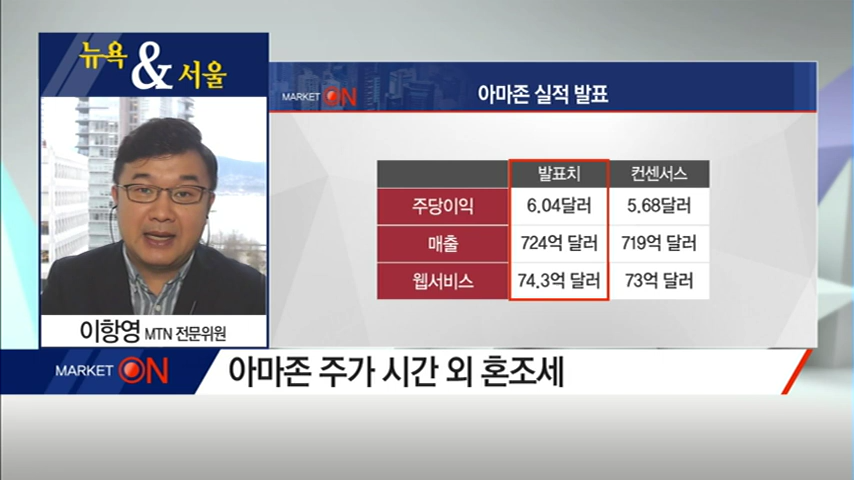 뉴욕 & 서울
MARKET ON
아마존 실적 발표
발표치 컨센서스
주당이익 6.04달러 5.68달러
매출 724억 달러 719억 달러
웹서비스 74.3억 달러 73억 달러
이항영 MTN 전문위원
MARKET ON
아마존 주가 시간 외 혼조세